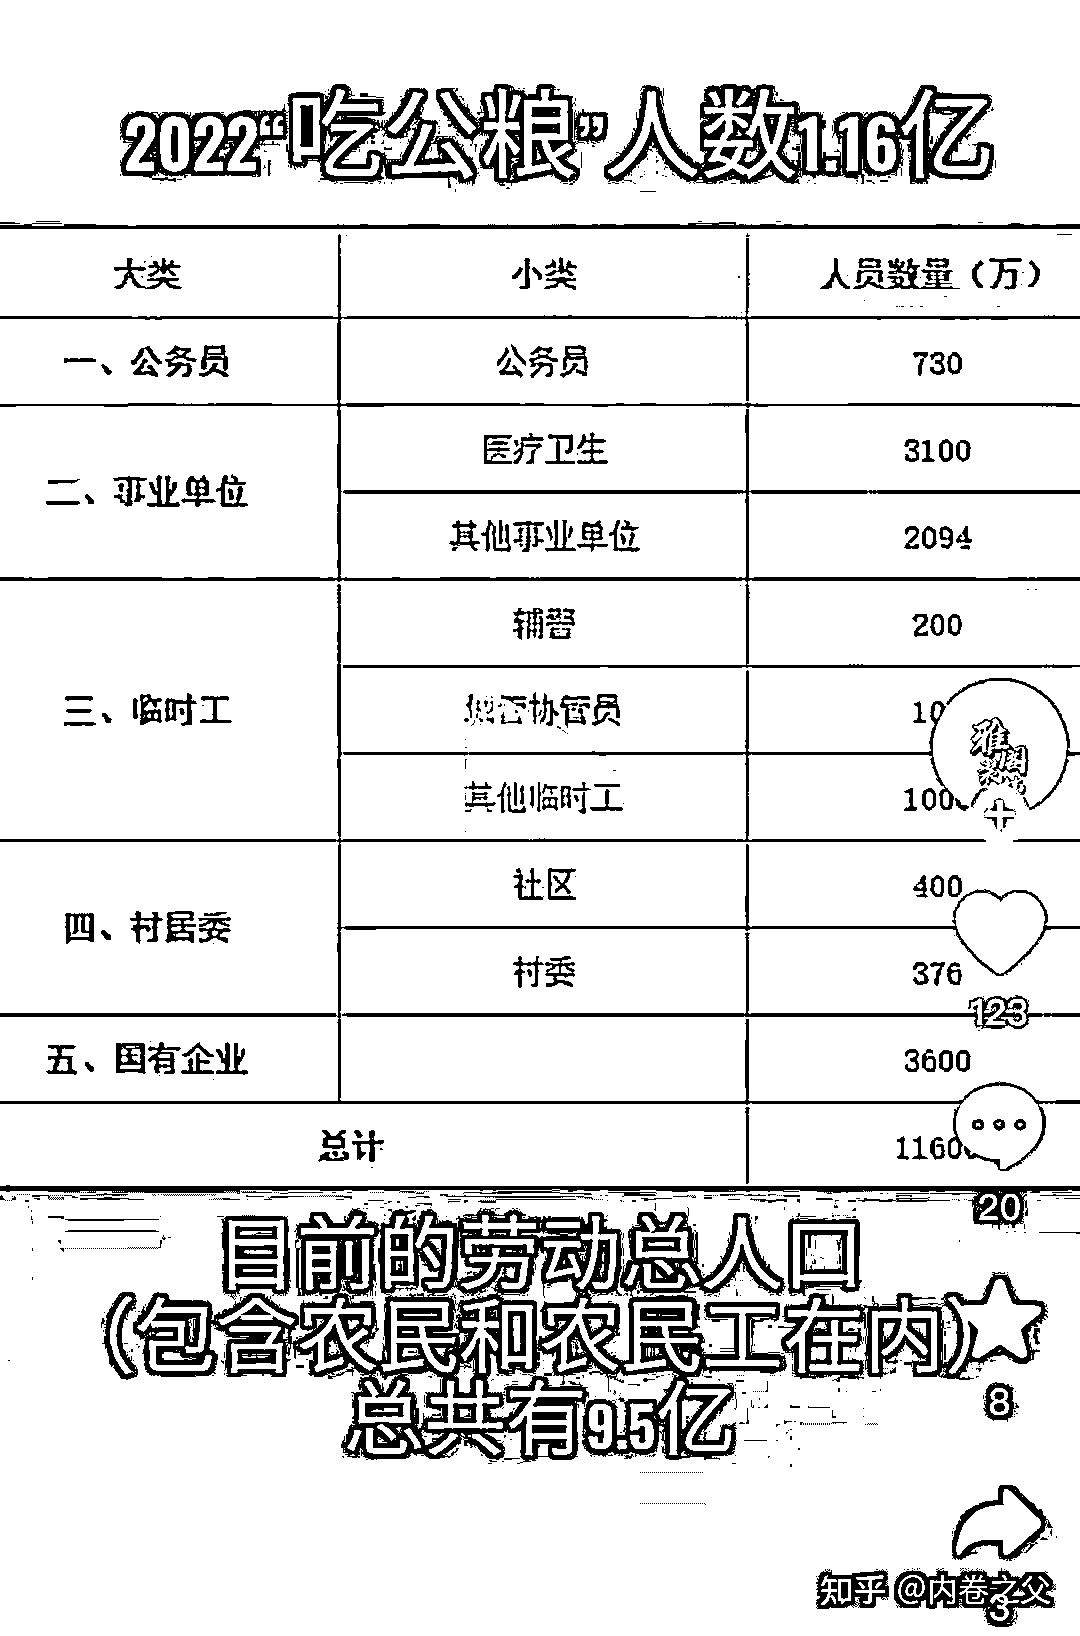 2022“吃公粮”人数1.16亿
大类 小类 人员数量（万）
一、公务员 公务员 730
二、事业单位 医疗卫生 3100
其他事业单位 2094
三、临时工 辅警 200
协管员
其他临时工
四、村居委 社区 400
村委 376
五、国有企业 3600
总计
123
20
目前的劳动总人口
（包含农民和农民工在内）
总共有9.5亿
8
知乎 @内卷之父
3